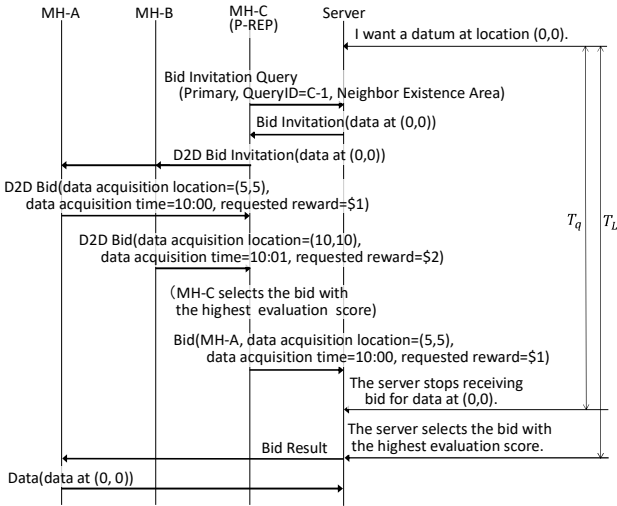 MH-A MH-B MH-C Server
(P-REP)
I want a datum at location (0,0).
Bid Invitation Query
(Primary, QueryID=C-1, Neighbor Existence Area)
Bid Invitation(data at (0,0))
D2D Bid Invitation(data at (0,0))
D2D Bid(data acquisition location=(5,5),
data acquisition time=10:00, requested reward=$1)
T_q T_L
D2D Bid(data acquisition location=(10,10),
data acquisition time=10:01, requested reward=$2)
(MH-C selects the bid with
the highest evaluation score)
Bid(MH-A, data acquisition location=(5,5),
data acquisition time=10:00, requested reward=$1)
The server stops receiving
bid for data at (0,0).
The server selects the bid with
the highest evaluation score.
Bid Result
Data(data at (0, 0))